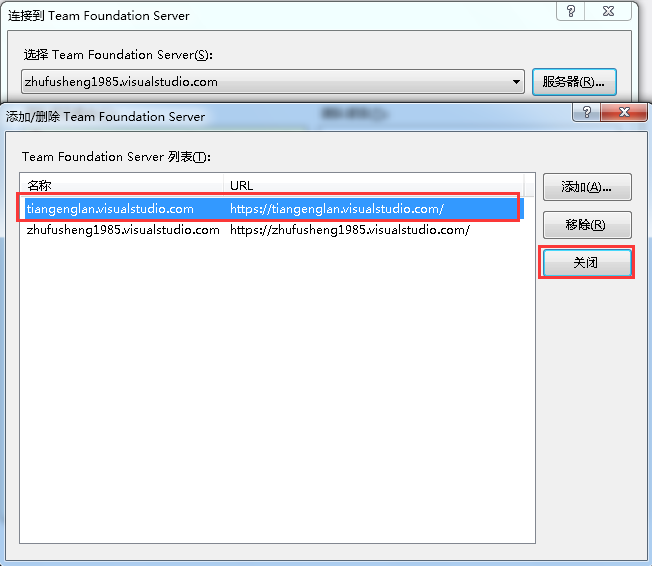 连接到 Team Foundation Server
选择 Team Foundation Server(S):
zhufusheng1985.visualstudio.com
服务器(R)...
添加/删除 Team Foundation Server
Team Foundation Server 列表(T):
名称 URL
tiangenglan.visualstudio.com https://tiangenglan.visualstudio.com/
zhufusheng1985.visualstudio.com https://zhufusheng1985.visualstudio.com/
添加(A)...
移除(R)
关闭